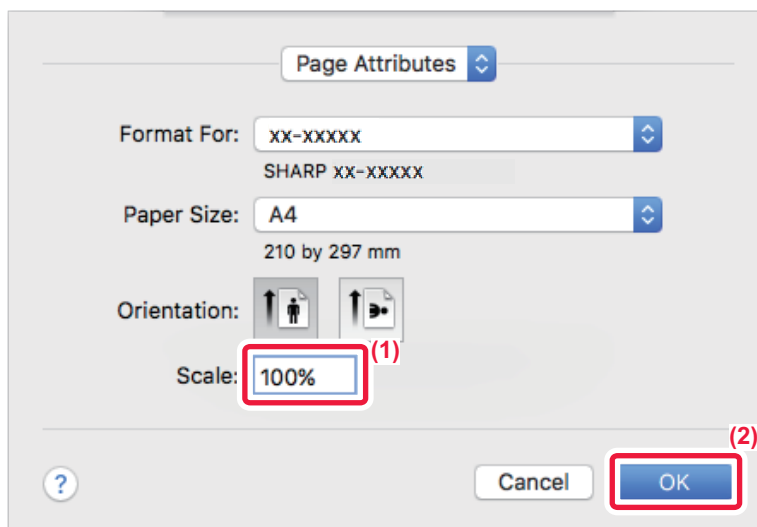 Page Attributes
Format For: xx-xxxxx
SHARP xx-xxxxx
Paper Size: A4
210 by 297 mm
Orientation:
(1)
Scale: 100%
(2)
? Cancel OK